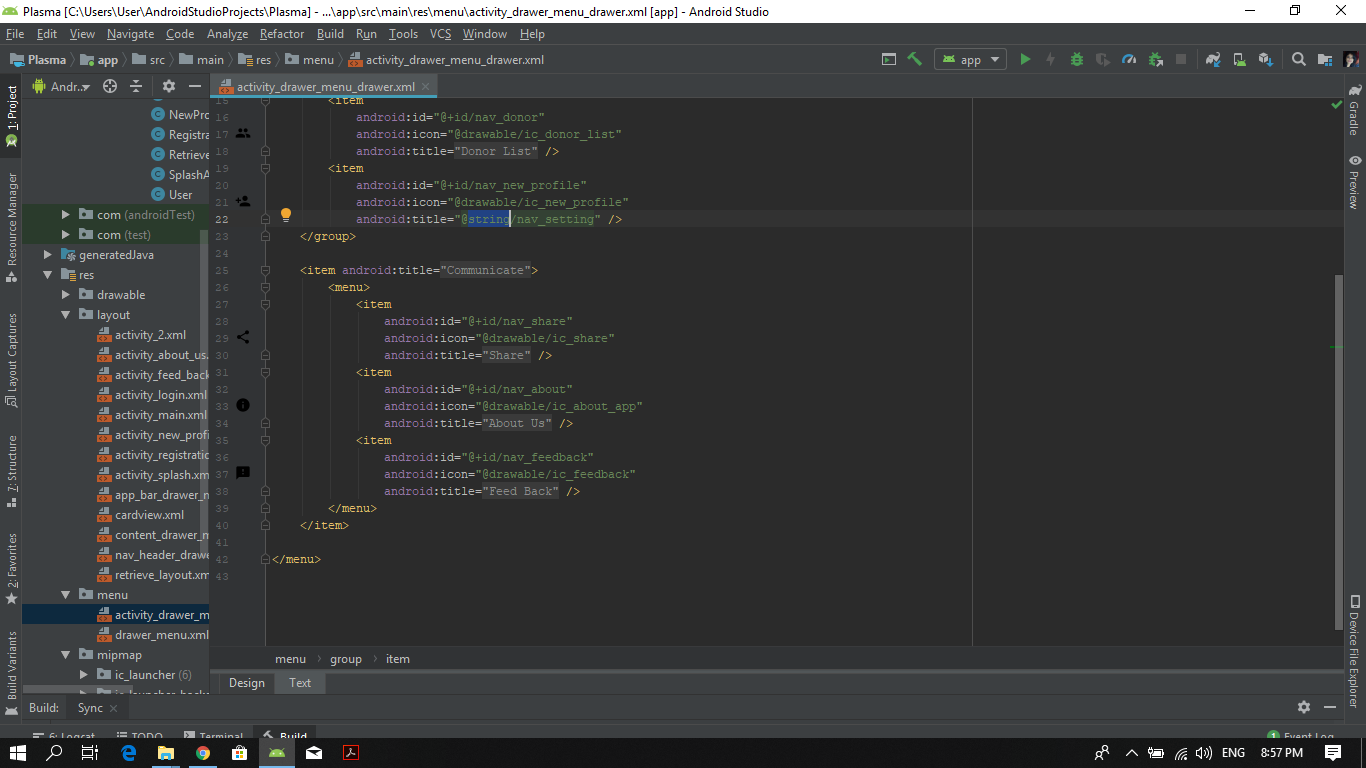 Plasma [C:\Users\User\AndroidStudioProjects\Plasma] - ...\app\src\main\res\menu\activity_drawer_menu_drawer.xml [app] - Android Studio
File Edit View Navigate Code Analyze Refactor Build Run Tools VCS Window Help
Plasma app src main res menu activity_drawer_menu_drawer.xml app
1: Project
Resource Manager
Layout Captures
7: Structure
2: Favorites
Build Variants
Andr..
NewPro
Registra
Retrieve
SplashA
User
com (androidTest)
com (test)
generatedJava
res
drawable
layout
activity_2.xml
activity_about_us.
activity_feed_back
activity_login.xml
activity_main.xml
activity_new_profi
activity_registratio
activity_splash.xm
app_bar_drawer_m
cardview.xml
content_drawer_m
nav_header_drawe
retrieve_layout.xm
menu
activity_drawer_m
drawer_menu.xml
mipmap
ic_launcher (6)
activity_drawer_menu_drawer.xml
15 <item
16 android:id="@+id/nav_donor"
17 android:icon="@drawable/ic_donor_list"
18 android:title="Donor List" />
19 <item
20 android:id="@+id/nav_new_profile"
21 android:icon="@drawable/ic_new_profile"
22 android:title="@string/nav_setting" />
23 </group>
24
25 <item android:title="Communicate">
26 <menu>
27 <item
28 android:id="@+id/nav_share"
29 android:icon="@drawable/ic_share"
30 android:title="Share" />
31 <item
32 android:id="@+id/nav_about"
33 android:icon="@drawable/ic_about_app"
34 android:title="About Us" />
35 <item
36 android:id="@+id/nav_feedback"
37 android:icon="@drawable/ic_feedback"
38 android:title="Feed Back" />
39 </menu>
40 </item>
41
42 </menu>
43
menu group item
Design Text
Gradle
Preview
Device File Explorer
Build: Sync
6: Logcat TODO Terminal Build 1 Event Log
ENG 8:57 PM